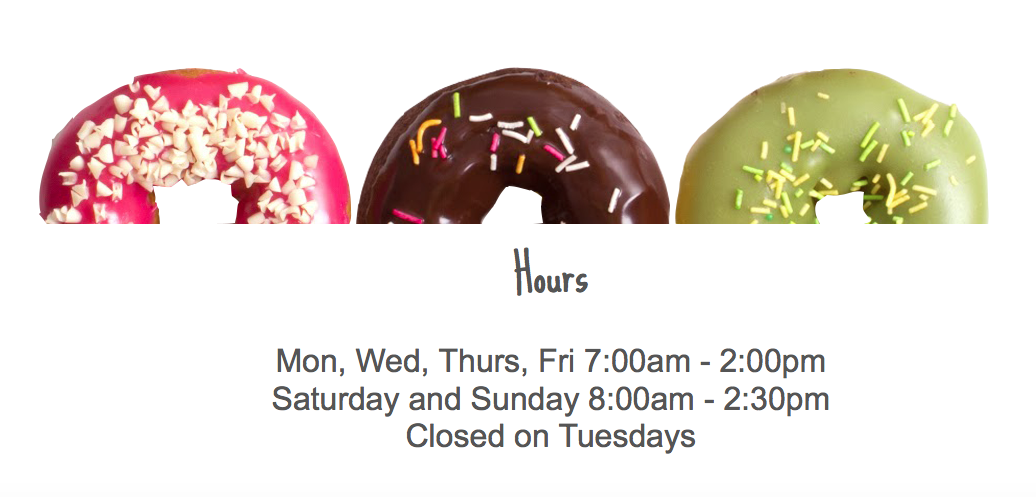 Hours
Mon, Wed, Thurs, Fri 7:00am - 2:00pm
Saturday and Sunday 8:00am - 2:30pm
Closed on Tuesdays